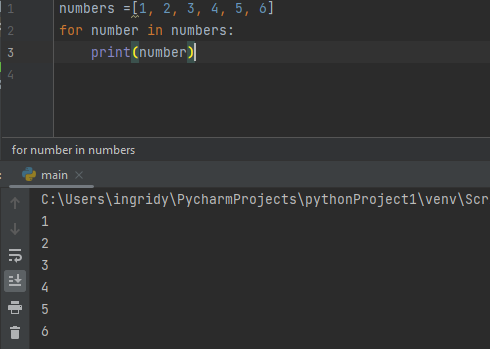 1 numbers =[1, 2, 3, 4, 5, 6]
2 for number in numbers:
3     print(number)
4
for number in numbers
main
C:\Users\ingridy\PycharmProjects\pythonProject1\venv\Scr
1
2
3
4
5
6